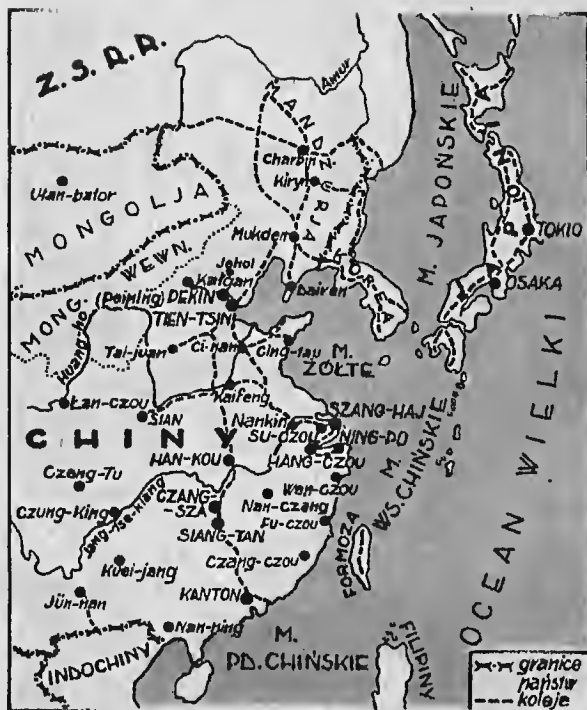 Z.S.R.R.
Amur
MANDŻURJA
Charbin
Kiryn
Ułan-bator
MONGOLJA
MONG. WEWN.
Mukden
Jehol
Kałgan
(Peiping) PEKIN
TIEN-TSIN
Dairen
KOREA
M. JAPOŃSKIE
TOKIO
OSAKA
Huang-ho
Tai-juan
Ci-nan
Cing-tau
M.
ŻÓŁTE
Łan-czou
SIAN
Kaifeng
CHINY
Nankin
SZANG-HAJ
SU-CZOU
NING-PO
HANG-CZOU
HAN-KOU
Czeng-Tu
Czung-King
Jang-tse-kiang
CZANG-
-SZA
SIANG-TAN
Nan-czang
Wen-czou
Fu-czou
M.
WS. CHIŃSKIE
OCEAN WIELKI
Kuei-jang
Czang-czou
FORMOZA
Jün-nan
KANTON
Nan-ning
INDOCHINY
M.
PD. CHIŃSKIE
FILIPINY
granice
państw
koleje